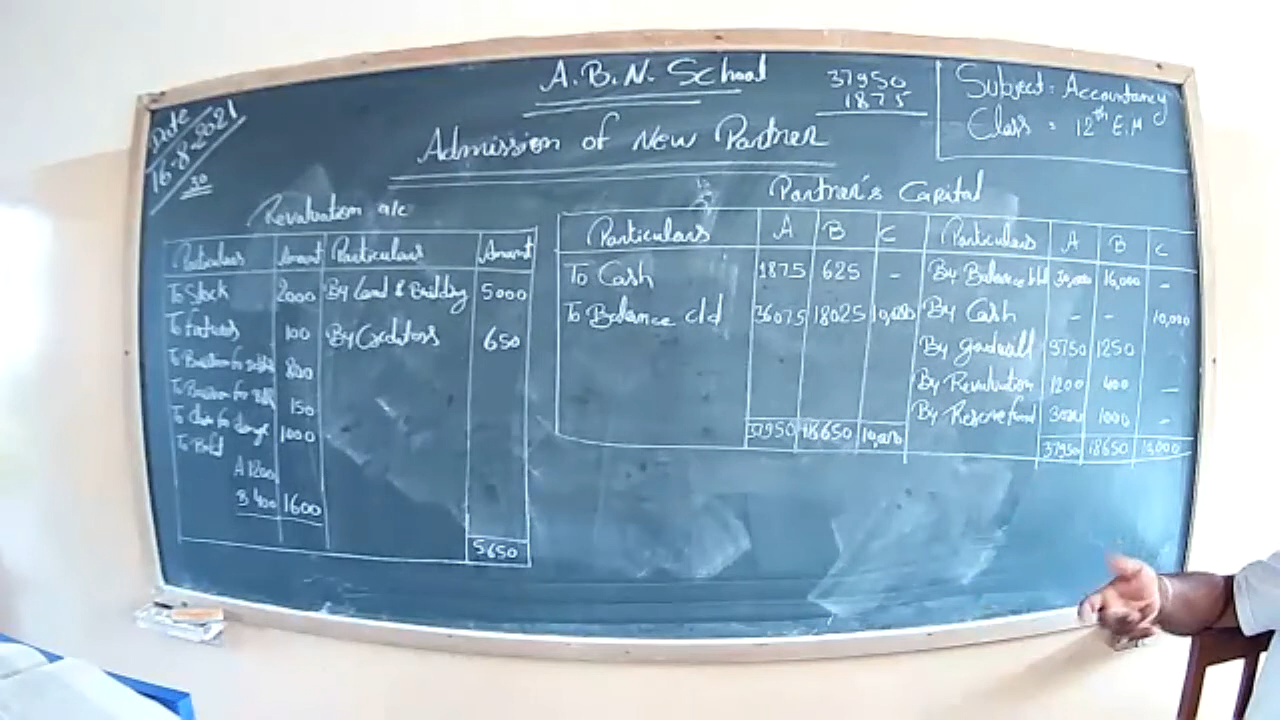 Date
16-8-2021
A.B.N. School
37950
1875
Subject: Accountancy
Class : 12th E.M
Admission of New Partner
Revaluation a/c
Particulars Amount Particulars Amount
To Stock 2000 By Land & Building 5000
To Fixtures 100 By Creditors 650
800
150
1000
To Profit
A 1200
B 400 1600
5650
Partner's Capital
Particulars A B C Particulars A B C
To Cash 1875 625 - By Balance b/d 30,000 16,000 -
To Balance c/d 36075 18025 10,000 By Cash - - 10,000
By goodwill 3750 1250
By Revaluation 1200 400 -
By Reserve fund 3000 1000 -
37950 18650 10,000 37950 18650 10,000